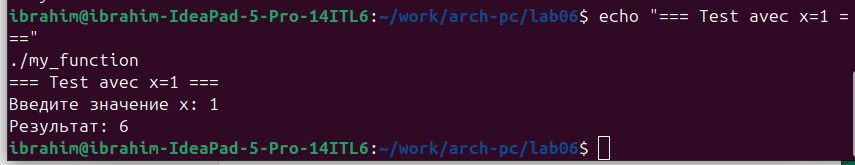 ibrahim@ibrahim-IdeaPad-5-Pro-14ITL6:~/work/arch-pc/lab06$ echo "=== Test avec x=1 =
=="
./my_function
=== Test avec x=1 ===
Введите значение x: 1
Результат: 6
ibrahim@ibrahim-IdeaPad-5-Pro-14ITL6:~/work/arch-pc/lab06$